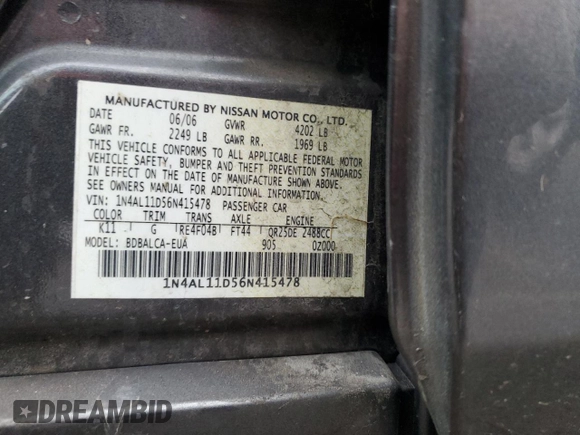 MANUFACTURED BY NISSAN MOTOR CO., LTD.
DATE 06/06 GVWR 4202 LB
GAWR FR. 2249 LB GAWR RR. 1969 LB
THIS VEHICLE CONFORMS TO ALL APPLICABLE FEDERAL MOTOR
VEHICLE SAFETY, BUMPER AND THEFT PREVENTION STANDARDS
IN EFFECT ON THE DATE OF MANUFACTURE SHOWN ABOVE.
SEE OWNERS MANUAL FOR ADDITIONAL INFORMATION.
VIN: 1N4AL11D56N415478 PASSENGER CAR
COLOR TRIM TRANS AXLE ENGINE
K11 G RE4F04B FT44 QR25DE 2488CC
MODEL: BDBALCA-EUA 905 0Z000
1N4AL11D56N415478
DREAMBID